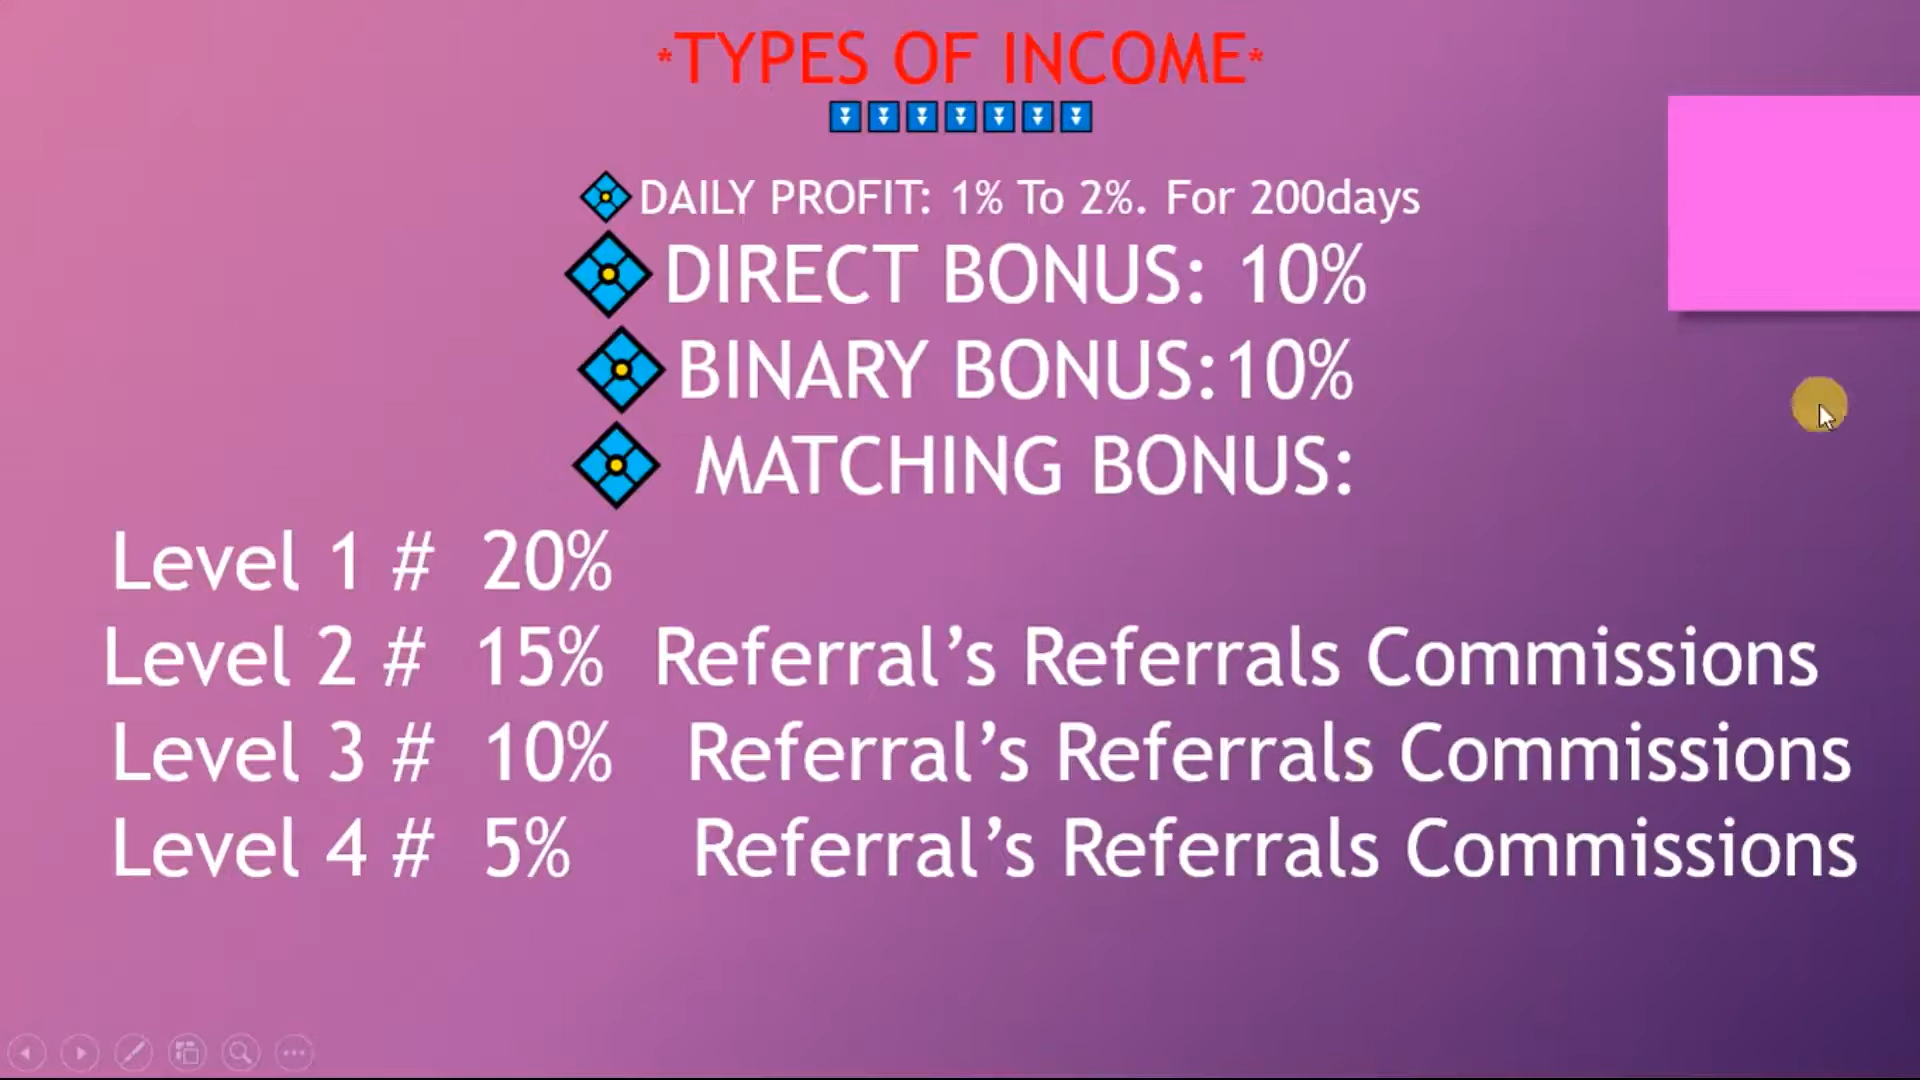 *TYPES OF INCOME*
DAILY PROFIT: 1% To 2%. For 200days
DIRECT BONUS: 10%
BINARY BONUS:10%
MATCHING BONUS:
Level 1 # 20%
Level 2 # 15% Referral’s Referrals Commissions
Level 3 # 10% Referral’s Referrals Commissions
Level 4 # 5% Referral’s Referrals Commissions